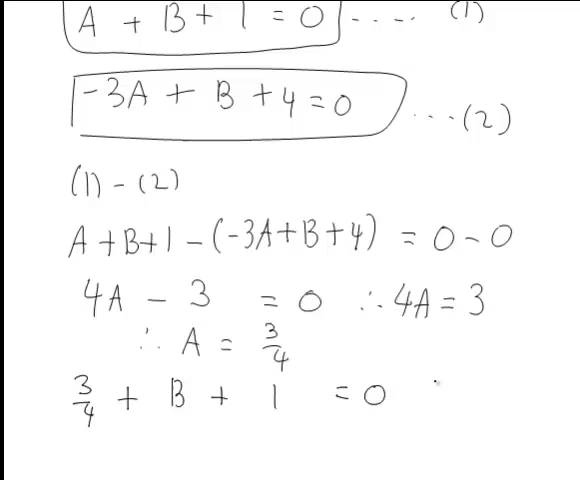 A + B + 1 = 0 ..... (1)
-3A + B + 4 = 0 ...(2)
(1) - (2)
A + B + 1 - (-3A + B + 4) = 0 - 0
4A - 3 = 0 ∴ 4A = 3
∴ A = 3/4
3/4 + B + 1 = 0